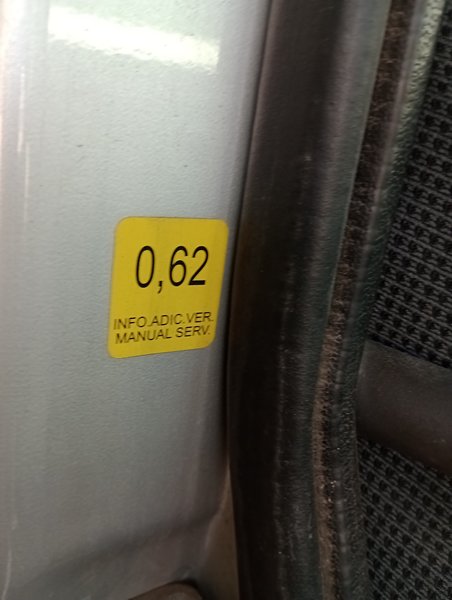 0,62
INFO.ADIC.VER.
MANUAL SERV.